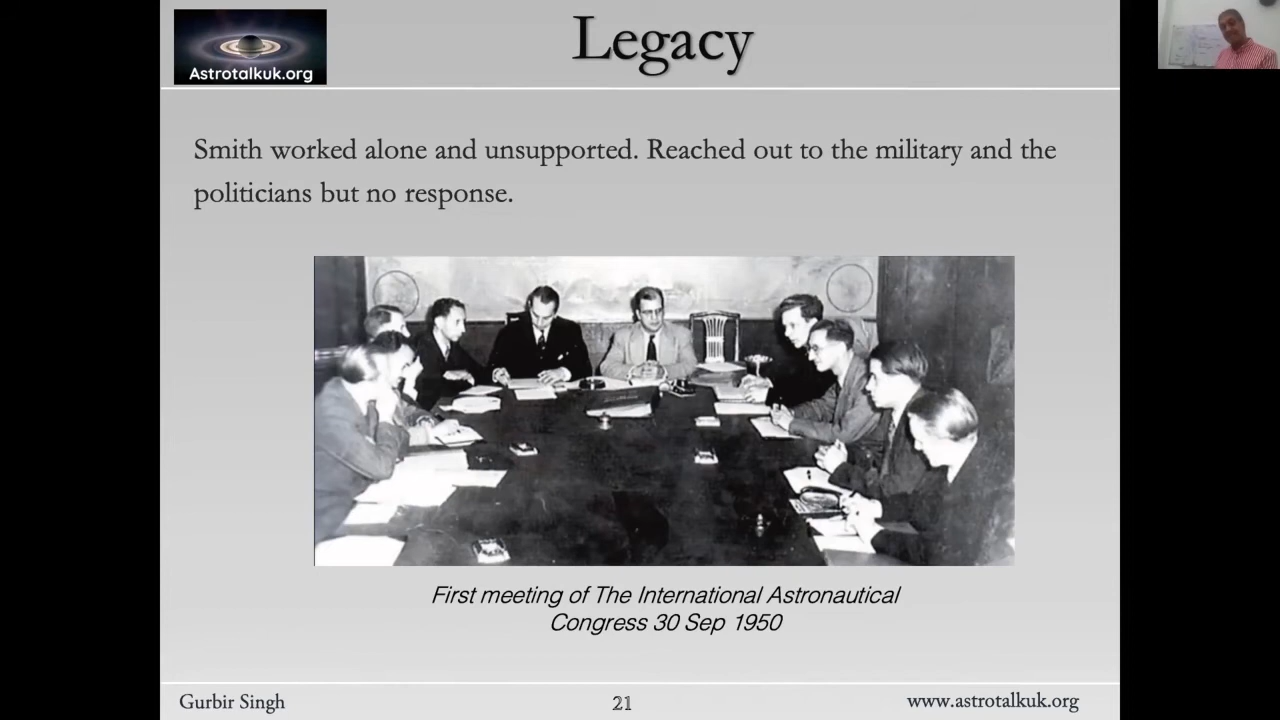 Astrotalkuk.org
Legacy
Smith worked alone and unsupported. Reached out to the military and the
politicians but no response.
First meeting of The International Astronautical
Congress 30 Sep 1950
Gurbir Singh
21
www.astrotalkuk.org